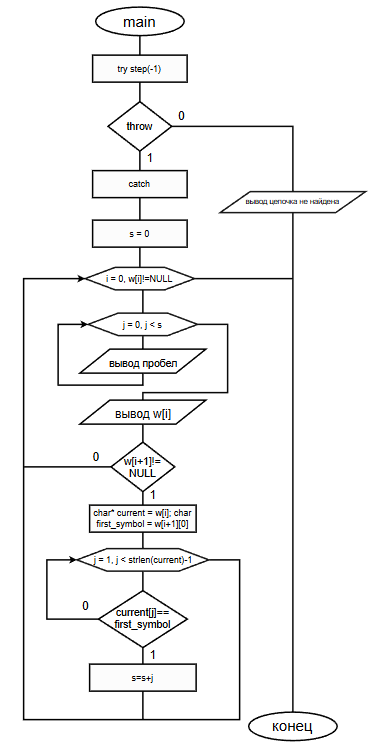 main
try step(-1)
0
throw
1
catch
вывод цепочка не найдена
s = 0
i = 0, w[i]!=NULL
j = 0, j < s
вывод пробел
вывод w[i]
0
w[i+1]!=
NULL
1
char* current = w[i]; char
first_symbol = w[i+1][0]
j = 1, j < strlen(current)-1
0
current[j]==
first_symbol
1
s=s+j
конец